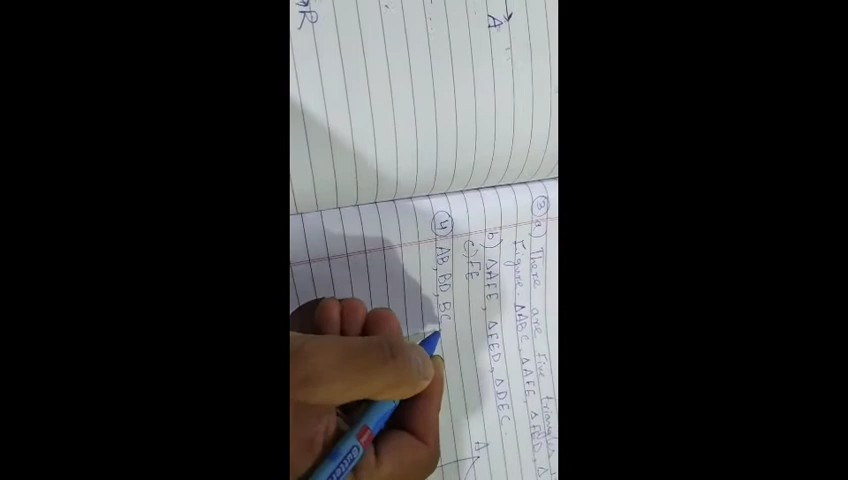 R
A
③ a) There are five triangles
Figure. ΔABC, ΔAFE, ΔFED, Δ
b) ΔAFE, ΔFED, ΔDEC.
c) FE
④ AB, BD, BC
A